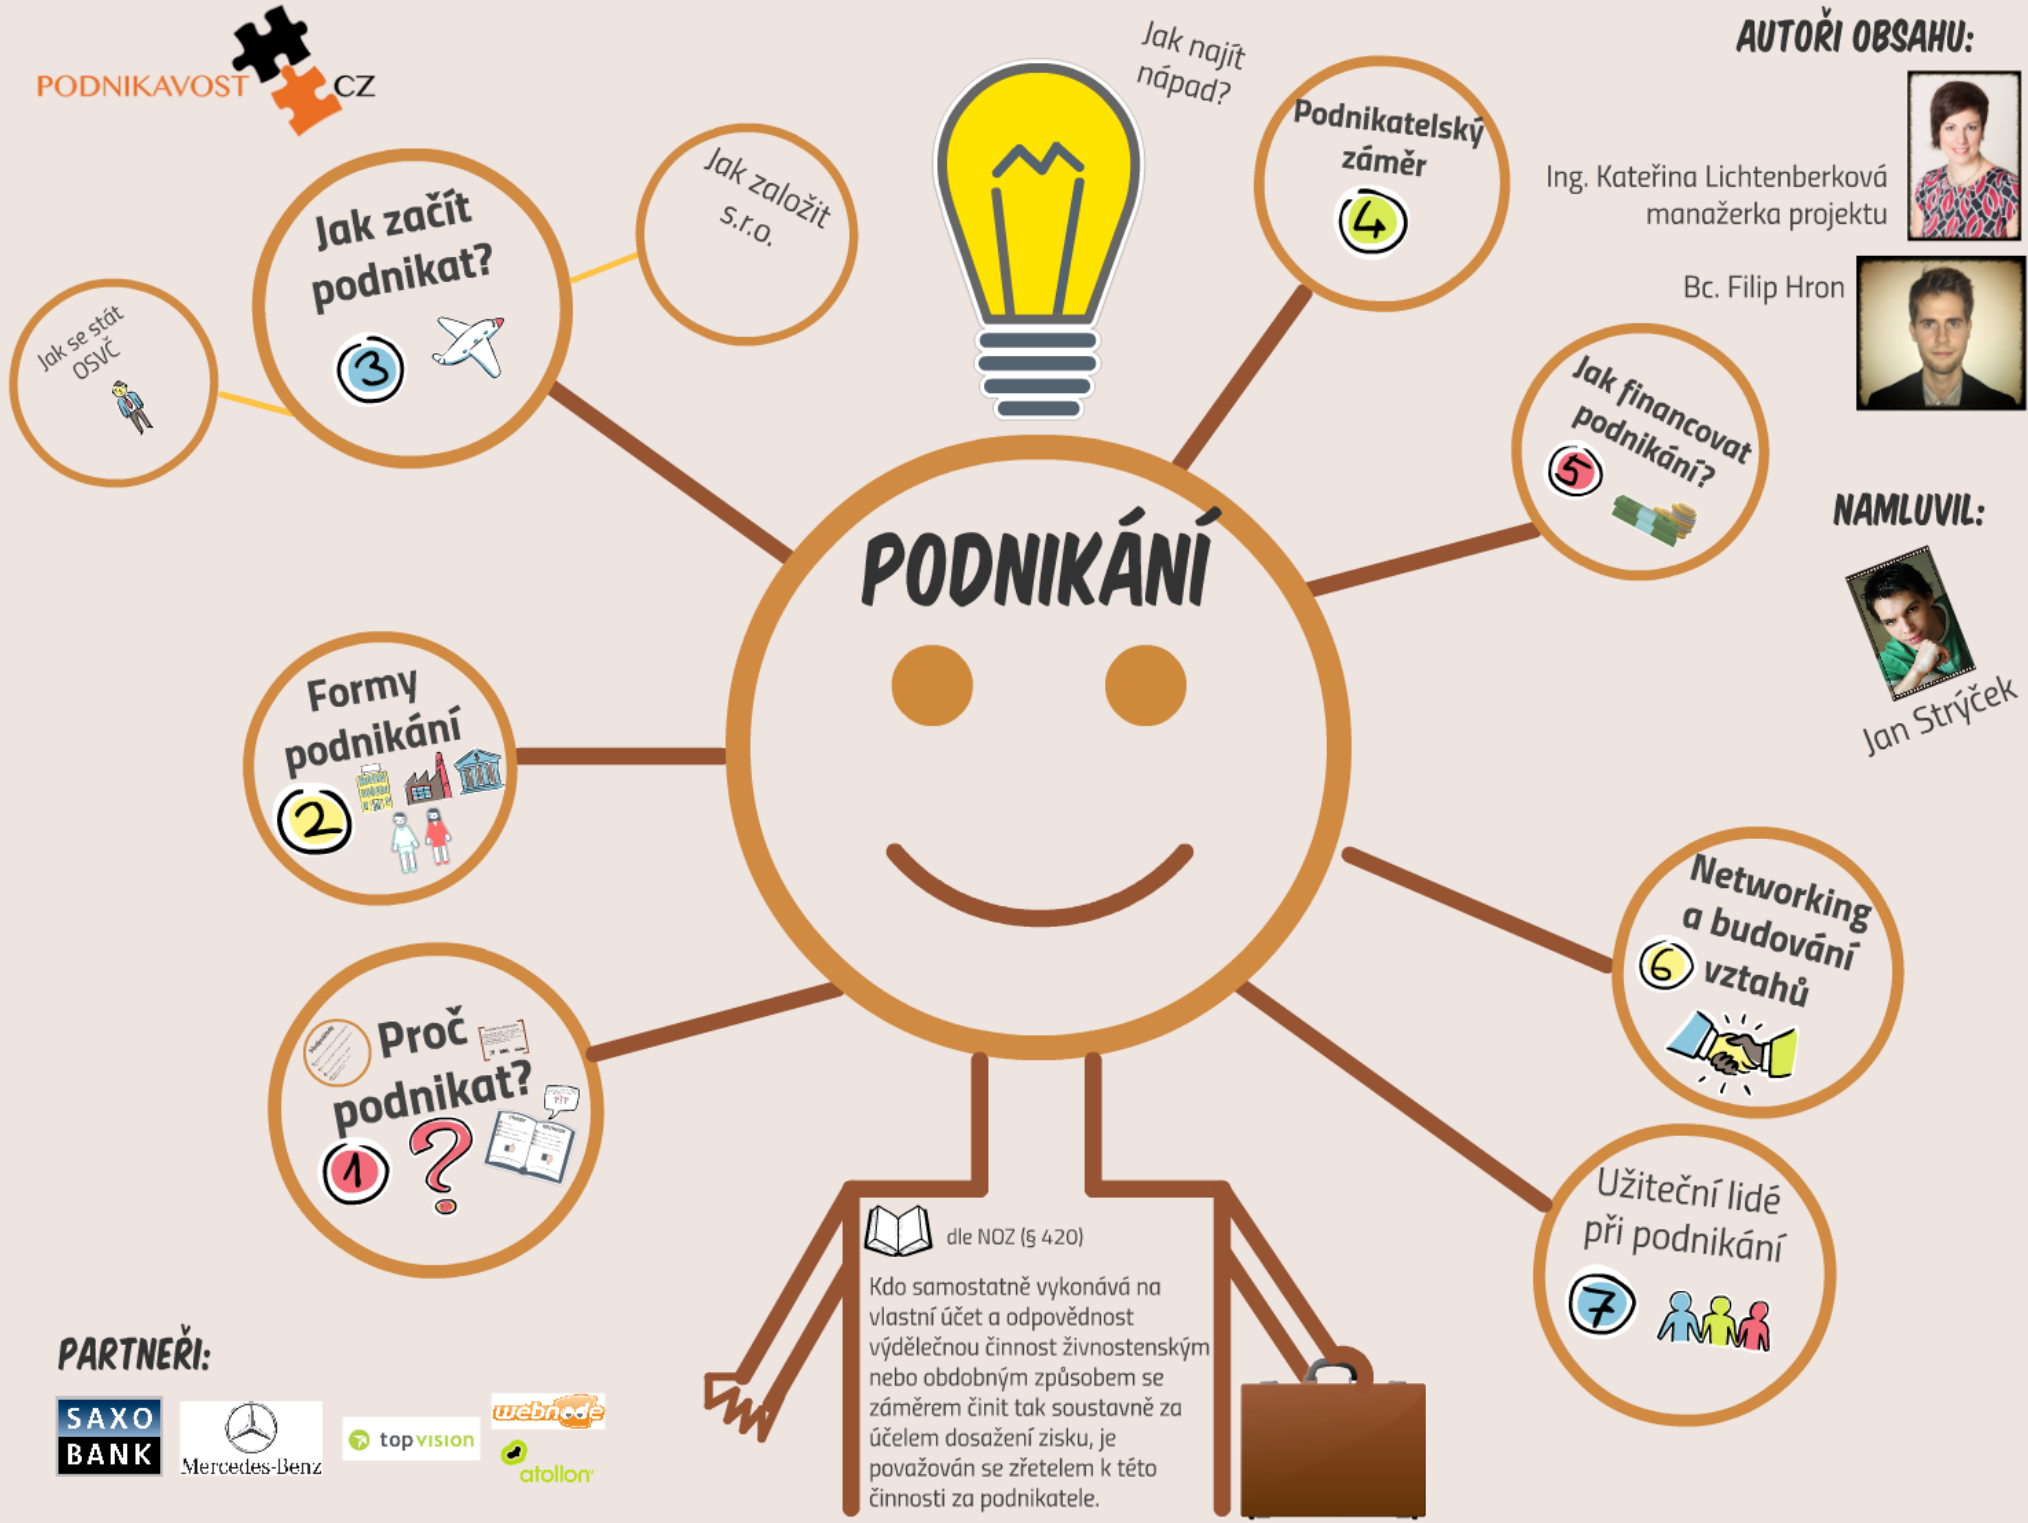 PODNIKAVOST CZ
Jak najít
nápad?
AUTOŘI OBSAHU:
Ing. Kateřina Lichtenberková
manažerka projektu
Bc. Filip Hron
NAMLUVIL:
Jan Strýček
Jak začít
podnikat?
3
Jak založit
s.r.o.
Jak se stát
OSVČ
Podnikatelský
záměr
4
Jak financovat
podnikání?
5
PODNIKÁNÍ
Formy
podnikání
2
Proč
podnikat?
1
Networking
a budování
vztahů
6
Užiteční lidé
při podnikání
7
dle NOZ (§ 420)
Kdo samostatně vykonává na
vlastní účet a odpovědnost
výdělečnou činnost živnostenským
nebo obdobným způsobem se
záměrem činit tak soustavně za
účelem dosažení zisku, je
považován se zřetelem k této
činnosti za podnikatele.
PARTNEŘI:
SAXO
BANK
Mercedes-Benz
top vision
webnode
atollon